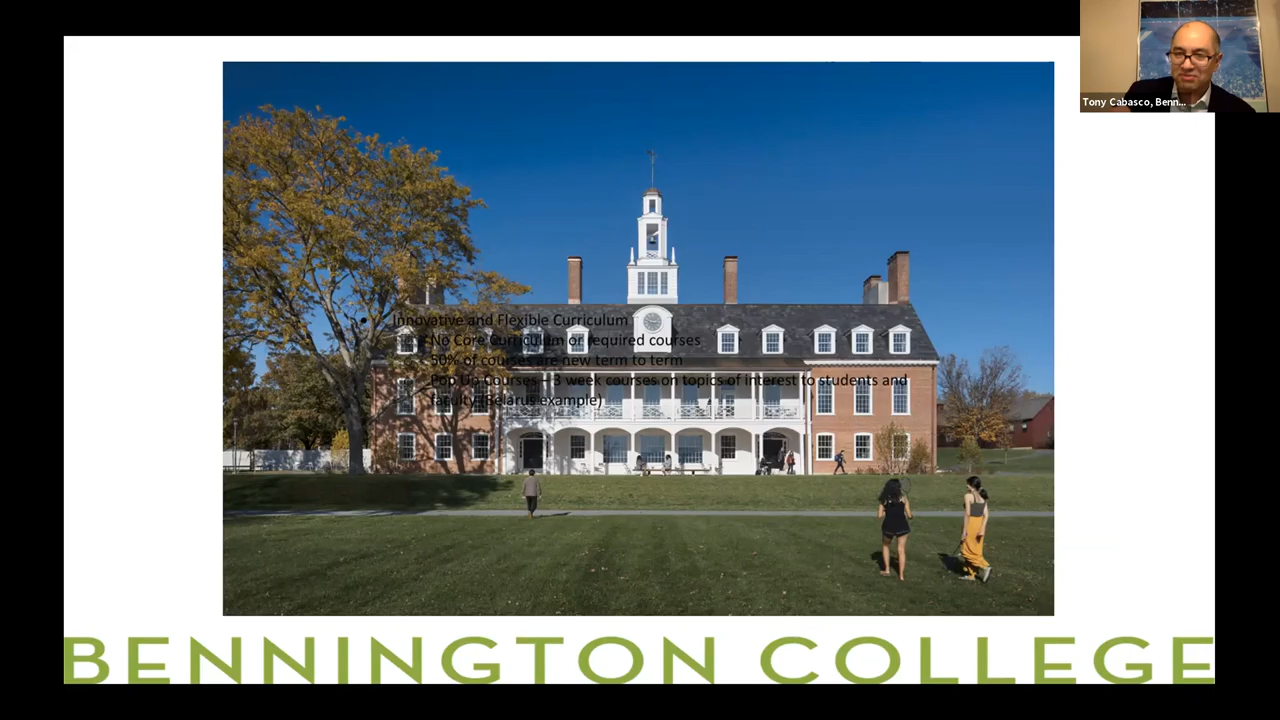 Tony Cabasco, Benn...
Innovative and Flexible Curriculum
No Core Curriculum or required courses
50% of courses are new term to term
Pop Up Courses – 3 week courses on topics of interest to students and
faculty (Belarus example)
BENNINGTON COLLEGE